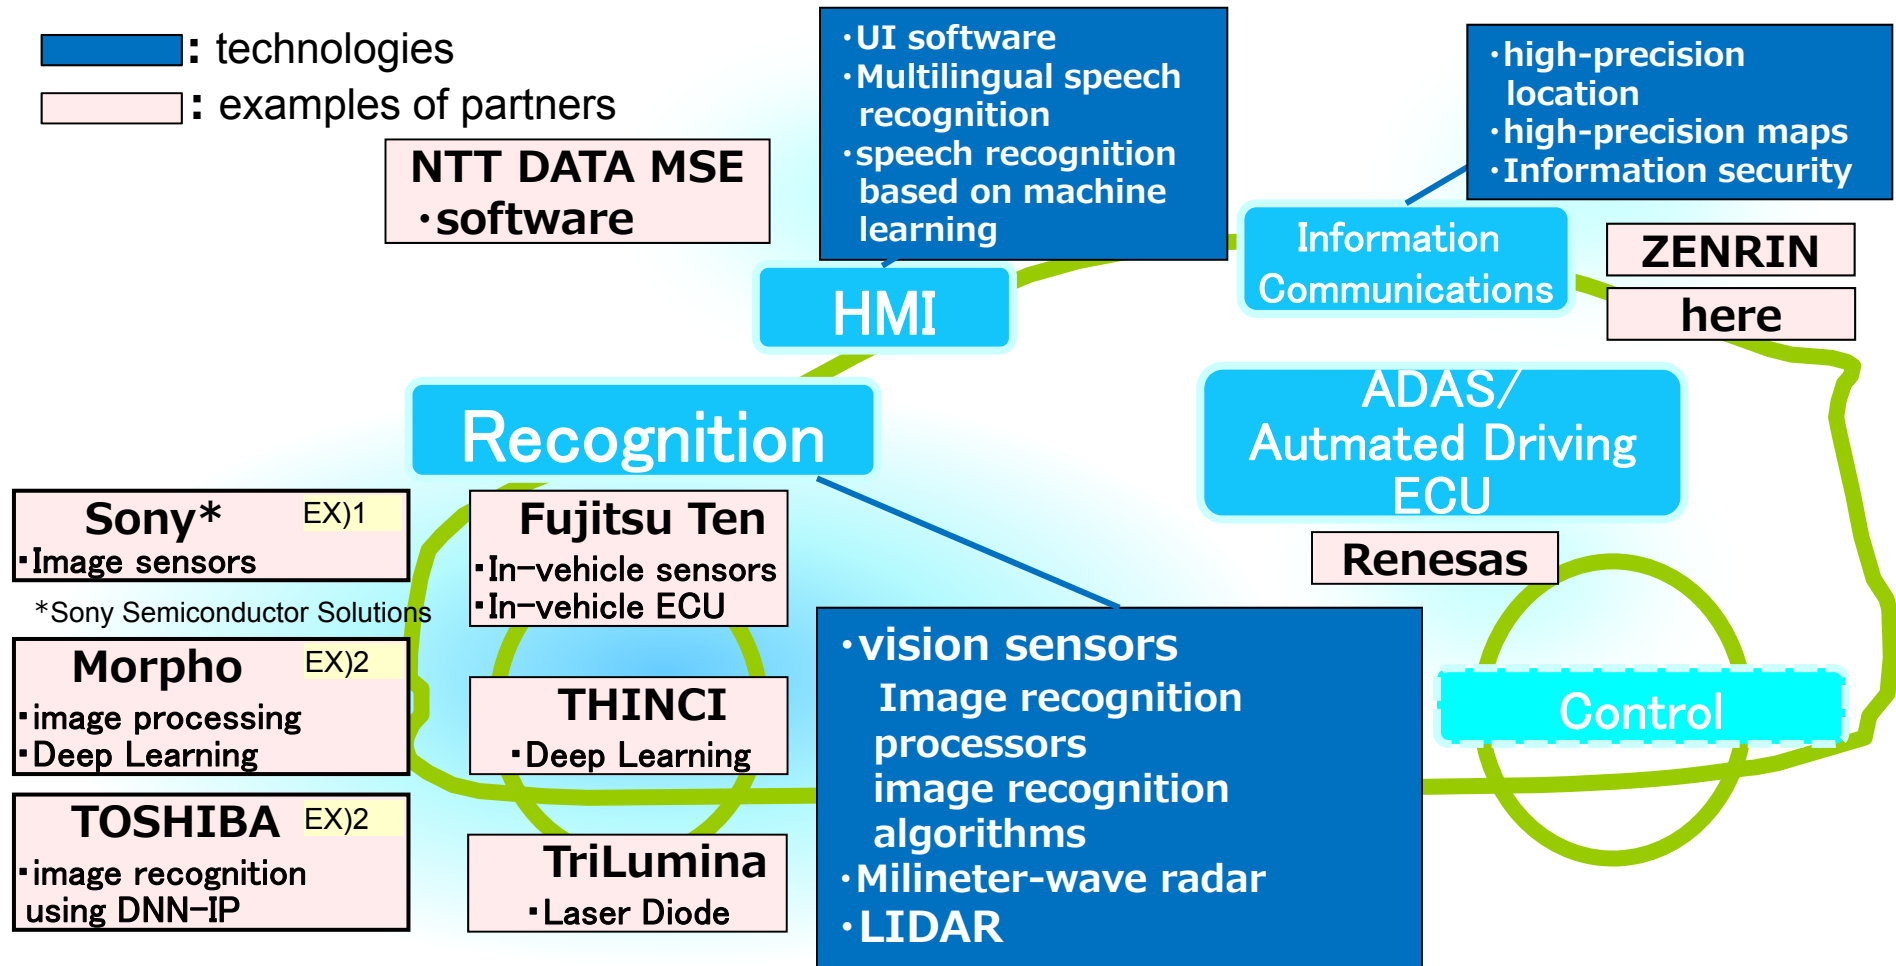 : technologies
: examples of partners
NTT DATA MSE
・software
・UI software
・Multilingual speech
recognition
・speech recognition
based on machine
learning
・high-precision
location
・high-precision maps
・Information security
HMI
Information
Communications
ZENRIN
here
Recognition
ADAS/
Autmated Driving
ECU
Renesas
Control
Sony* EX)1
▪Image sensors
*Sony Semiconductor Solutions
Morpho EX)2
▪image processing
▪Deep Learning
TOSHIBA EX)2
▪image recognition
using DNN-IP
Fujitsu Ten
▪In-vehicle sensors
▪In-vehicle ECU
THINCI
▪Deep Learning
TriLumina
▪Laser Diode
・vision sensors
Image recognition
processors
image recognition
algorithms
・Milineter-wave radar
・LIDAR